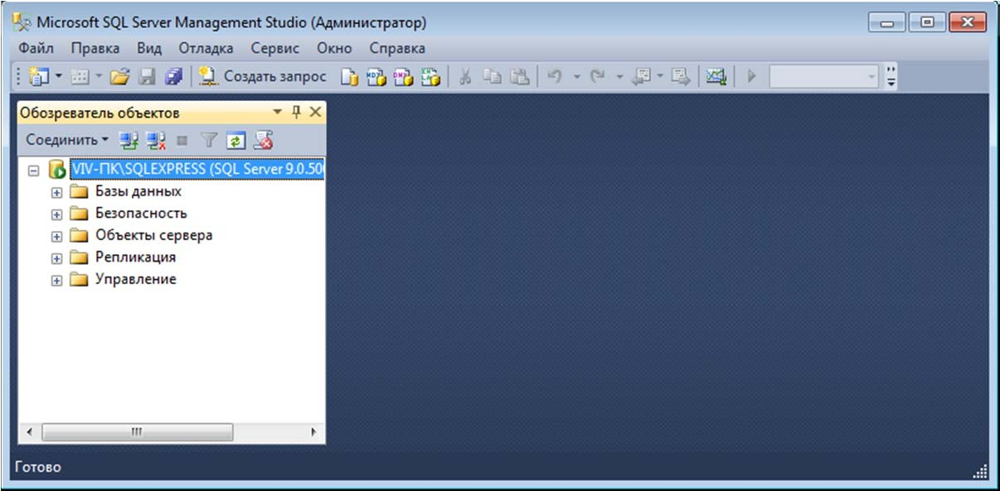 Microsoft SQL Server Management Studio (Администратор)
Файл Правка Вид Отладка Сервис Окно Справка
Создать запрос
Обозреватель объектов
Соединить
VIV-ПК\SQLEXPRESS (SQL Server 9.0.50
Базы данных
Безопасность
Объекты сервера
Репликация
Управление
Готово